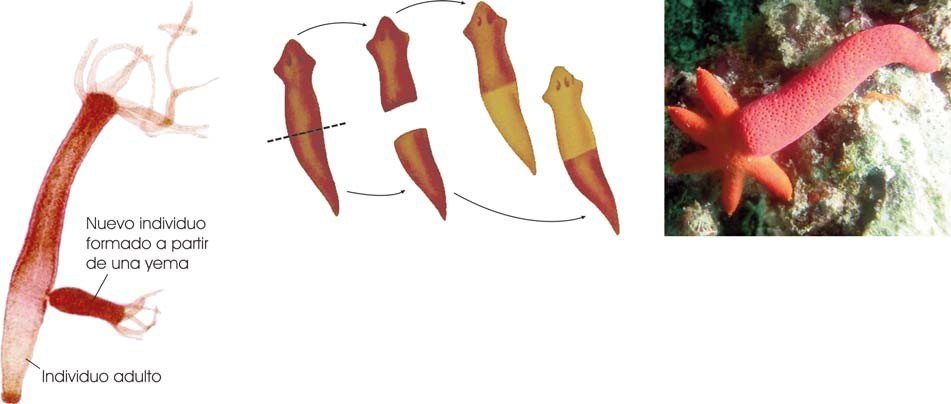 Nuevo individuo
formado a partir
de una yema
Individuo adulto